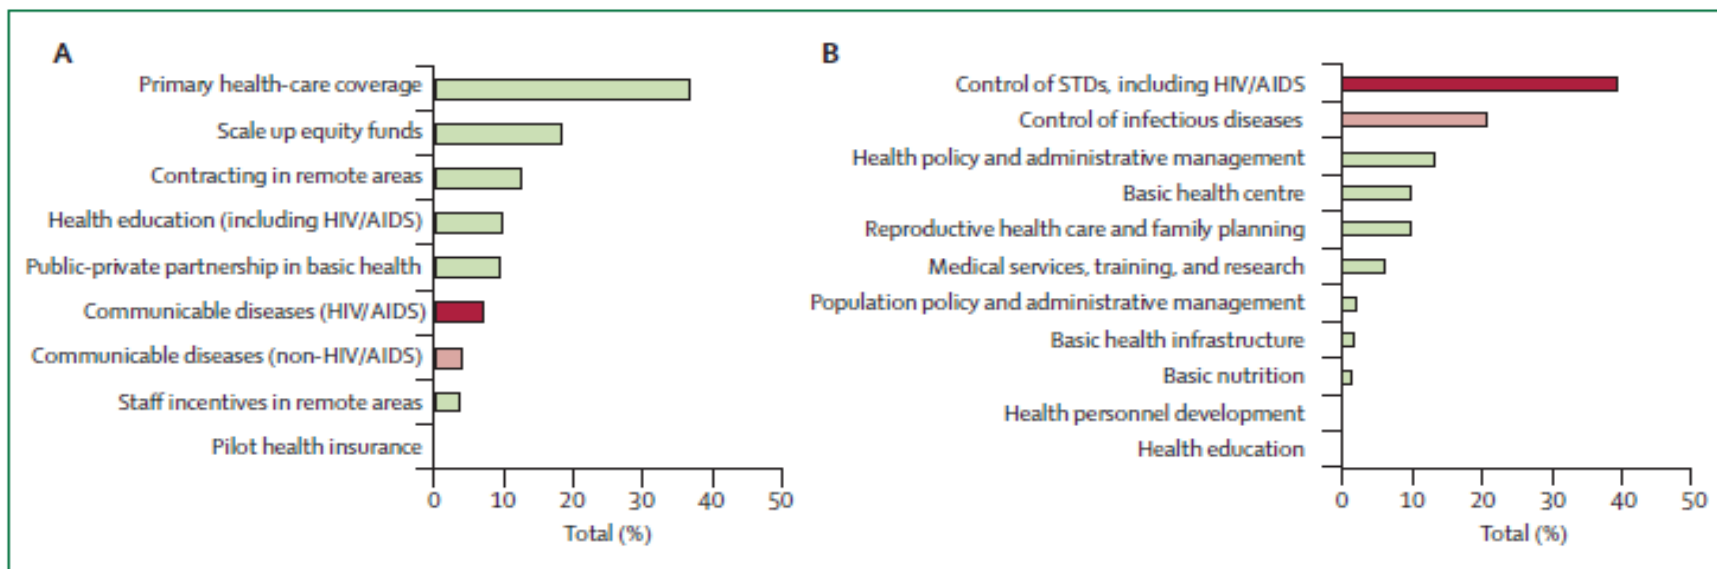 A
Primary health-care coverage
Scale up equity funds
Contracting in remote areas
Health education (including HIV/AIDS)
Public-private partnership in basic health
Communicable diseases (HIV/AIDS)
Communicable diseases (non-HIV/AIDS)
Staff incentives in remote areas
Pilot health insurance
0 10 20 30 40 50
Total (%)
B
Control of STDs, including HIV/AIDS
Control of infectious diseases
Health policy and administrative management
Basic health centre
Reproductive health care and family planning
Medical services, training, and research
Population policy and administrative management
Basic health infrastructure
Basic nutrition
Health personnel development
Health education
0 10 20 30 40 50
Total (%)